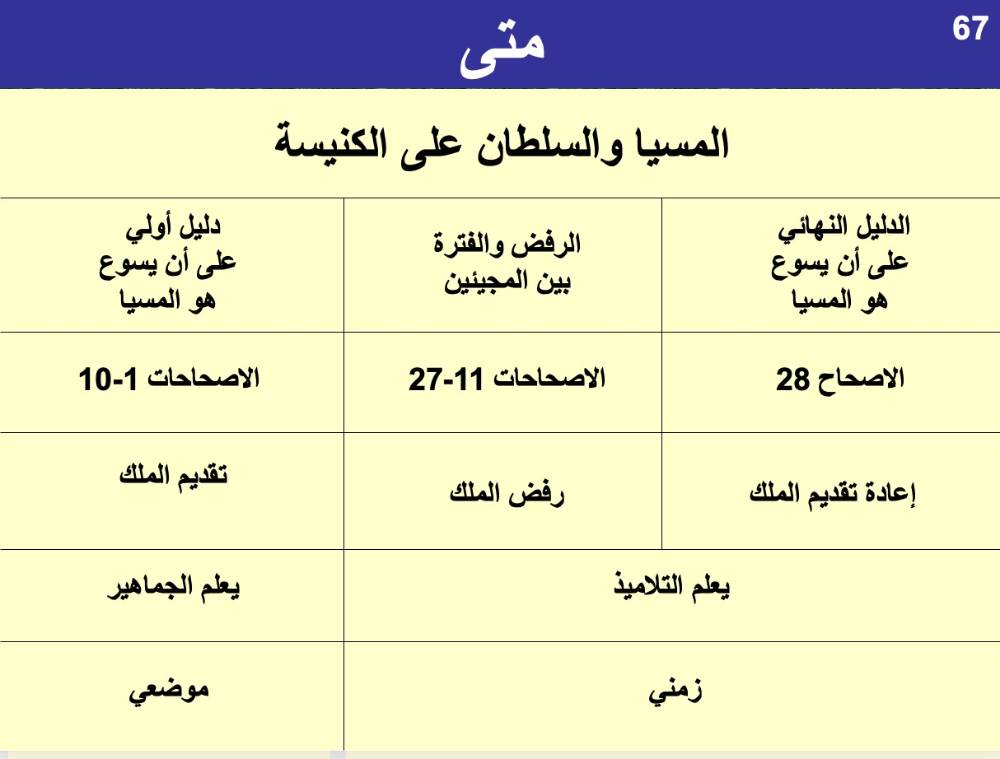 67
متى
المسيا والسلطان على الكنيسة
دليل أولي
على أن يسوع
هو المسيا
الرفض والفترة
بين المجيئين
الدليل النهائي
على أن يسوع
هو المسيا
الاصحاحات 1-10
الاصحاحات 11-27
الاصحاح 28
تقديم الملك
رفض الملك
إعادة تقديم الملك
يعلم الجماهير
يعلم التلاميذ
موضعي
زمني